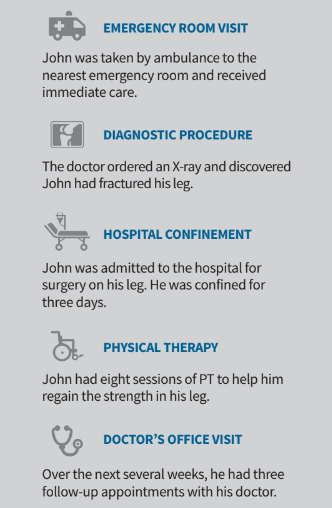 EMERGENCY ROOM VISIT
John was taken by ambulance to the
nearest emergency room and received
immediate care.
DIAGNOSTIC PROCEDURE
The doctor ordered an X-ray and discovered
John had fractured his leg.
HOSPITAL CONFINEMENT
John was admitted to the hospital for
surgery on his leg. He was confined for
three days.
PHYSICAL THERAPY
John had eight sessions of PT to help him
regain the strength in his leg.
DOCTOR'S OFFICE VISIT
Over the next several weeks, he had three
follow-up appointments with his doctor.